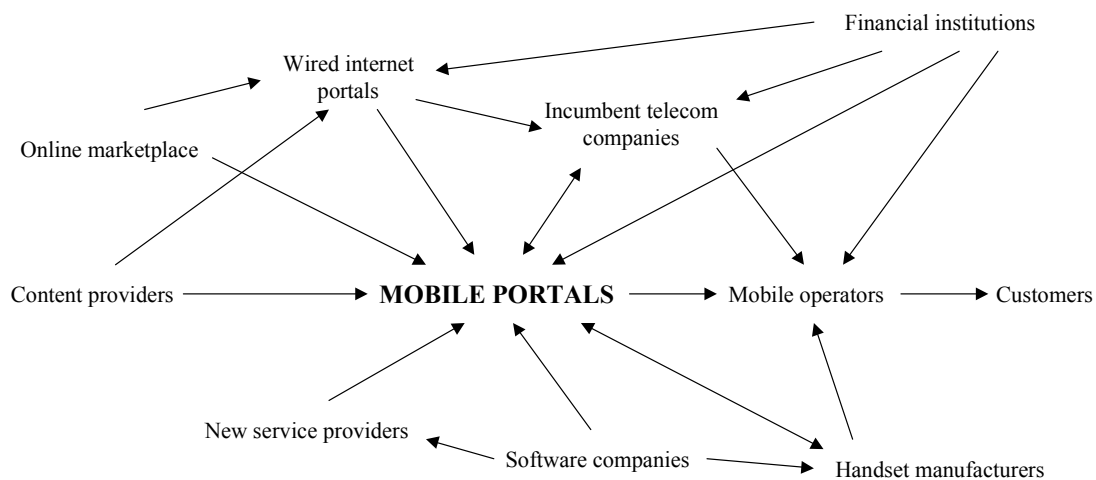 Financial institutions
Wired internet
portals
Incumbent telecom
companies
Online marketplace
Content providers
MOBILE PORTALS
Mobile operators
Customers
New service providers
Software companies
Handset manufacturers